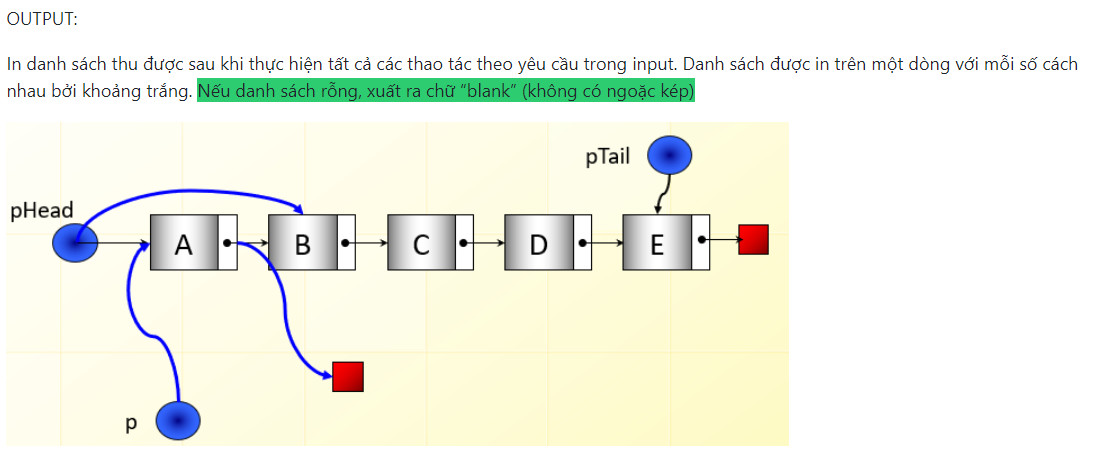 OUTPUT:
In danh sách thu được sau khi thực hiện tất cả các thao tác theo yêu cầu trong input. Danh sách được in trên một dòng với mỗi số cách
nhau bởi khoảng trắng. Nếu danh sách rỗng, xuất ra chữ "blank" (không có ngoặc kép)
pTail
pHead
A B C D E
p